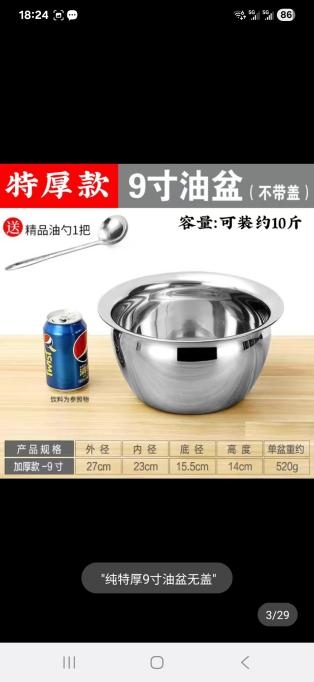 18:24
5G 5G 86
特厚款 9寸油盆(不带盖)
送 精品油勺1把
容量:可装约10斤
饮料为参照物
产品规格 外径 内径 底径 高度 单盆重约
加厚款-9寸 27cm 23cm 15.5cm 14cm 520g
"纯特厚9寸油盆无盖"
3/29